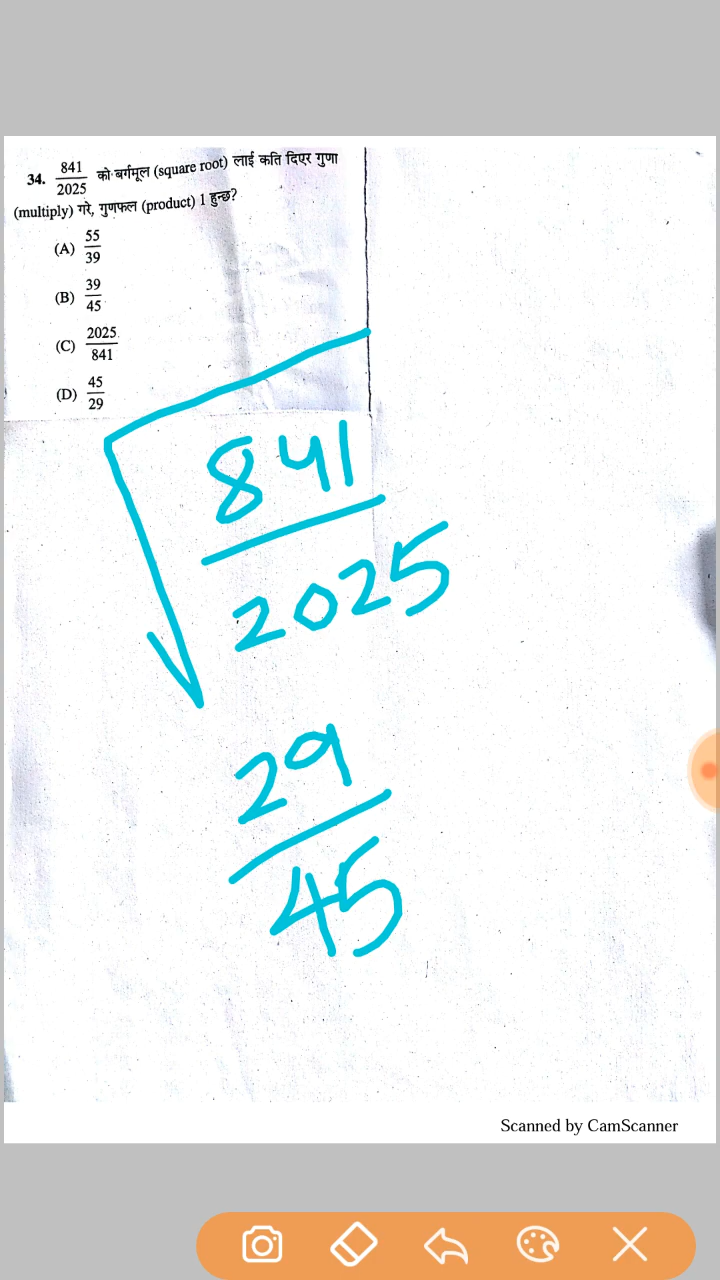 34. 841/2025 को बर्गमूल (square root) लाई कति दिएर गुणा
(multiply) गरे, गुणफल (product) 1 हुन्छ?
(A) 55/39
(B) 39/45
(C) 2025/841
(D) 45/29
√841/2025
29/45
Scanned by CamScanner